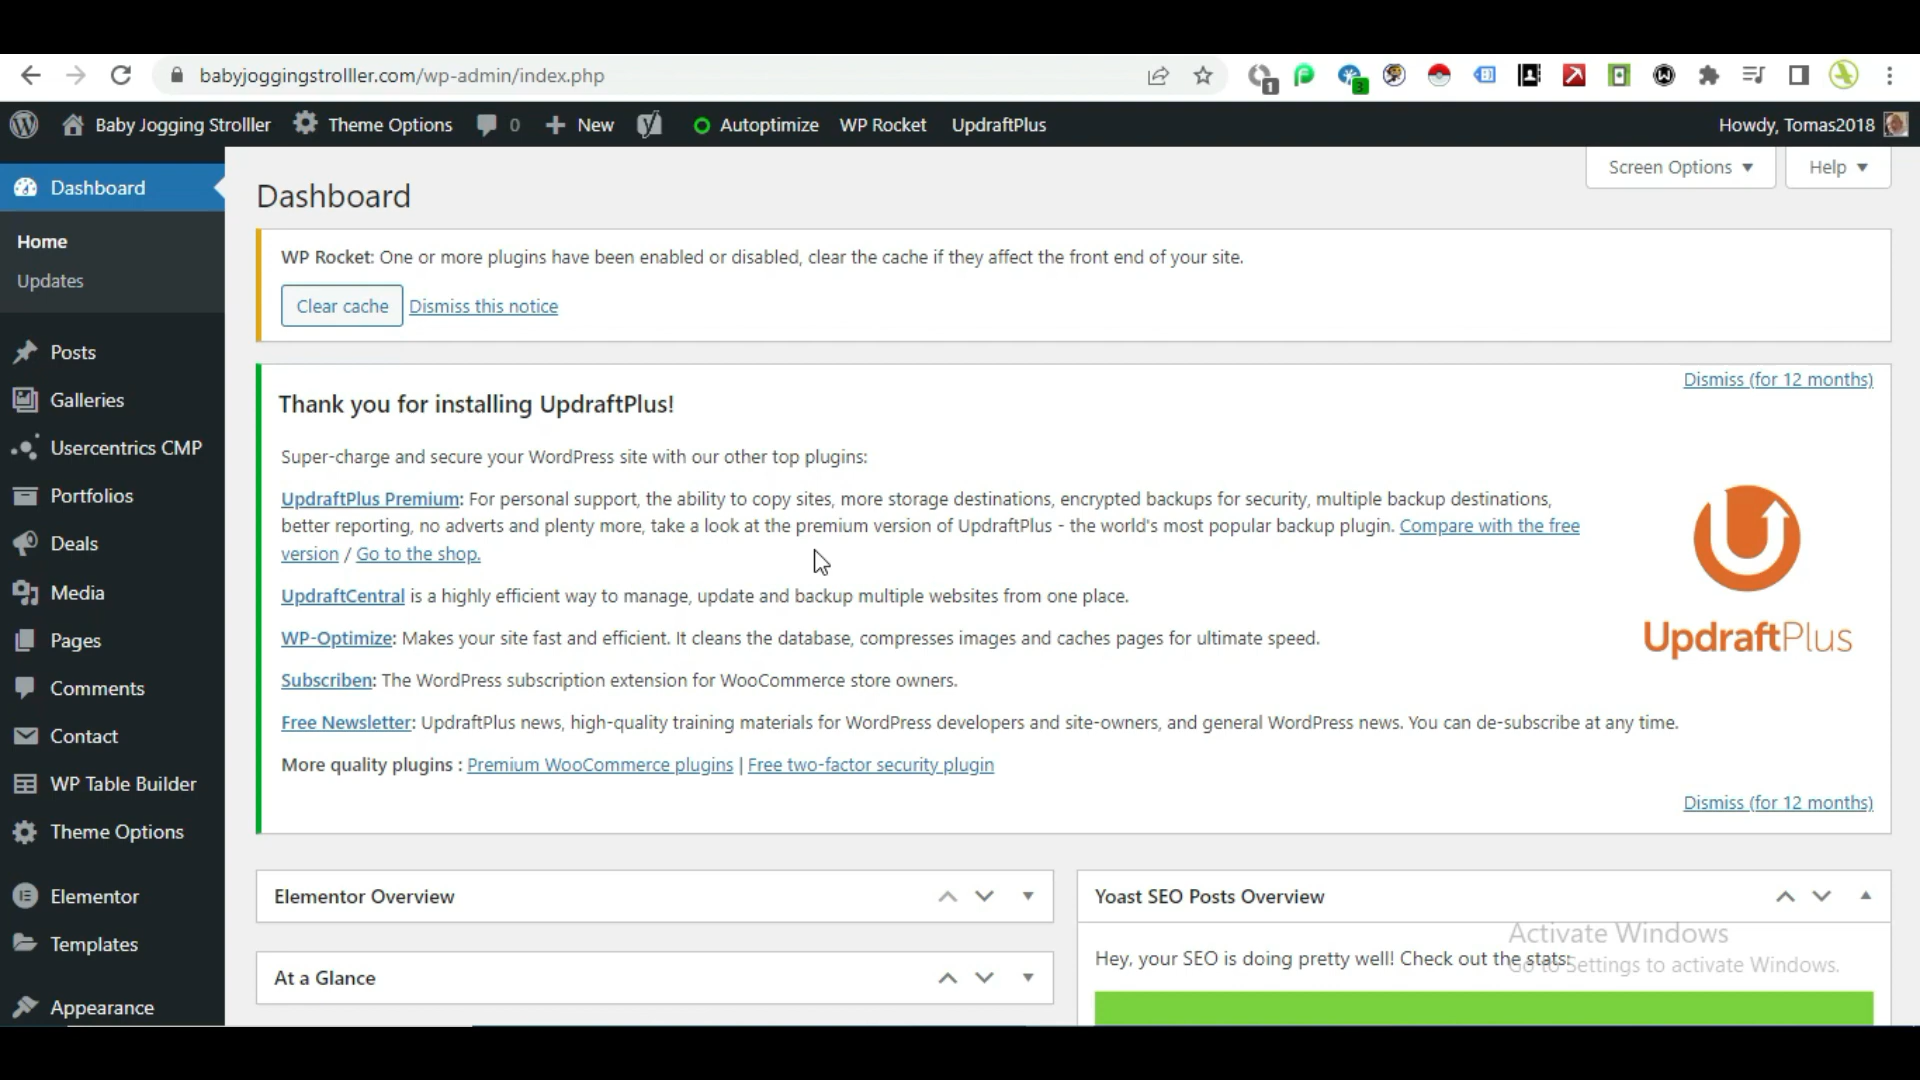 babyjoggingstrolller.com/wp-admin/index.php
1
3
Baby Jogging Strolller
Theme Options
0
New
Autoptimize
WP Rocket
UpdraftPlus
Howdy, Tomas2018
Dashboard
Home
Updates
Posts
Galleries
Usercentrics CMP
Portfolios
Deals
Media
Pages
Comments
Contact
WP Table Builder
Theme Options
Elementor
Templates
Appearance
Screen Options
Help
Dashboard
WP Rocket: One or more plugins have been enabled or disabled, clear the cache if they affect the front end of your site.
Clear cache Dismiss this notice
Dismiss (for 12 months)
Thank you for installing UpdraftPlus!
Super-charge and secure your WordPress site with our other top plugins:
UpdraftPlus Premium: For personal support, the ability to copy sites, more storage destinations, encrypted backups for security, multiple backup destinations,
better reporting, no adverts and plenty more, take a look at the premium version of UpdraftPlus - the world's most popular backup plugin. Compare with the free
version / Go to the shop.
UpdraftCentral is a highly efficient way to manage, update and backup multiple websites from one place.
WP-Optimize: Makes your site fast and efficient. It cleans the database, compresses images and caches pages for ultimate speed.
Subscriben: The WordPress subscription extension for WooCommerce store owners.
Free Newsletter: UpdraftPlus news, high-quality training materials for WordPress developers and site-owners, and general WordPress news. You can de-subscribe at any time.
More quality plugins : Premium WooCommerce plugins | Free two-factor security plugin
UpdraftPlus
Dismiss (for 12 months)
Elementor Overview
At a Glance
Yoast SEO Posts Overview
Hey, your SEO is doing pretty well! Check out the stats:
Activate Windows
Go to Settings to activate Windows.